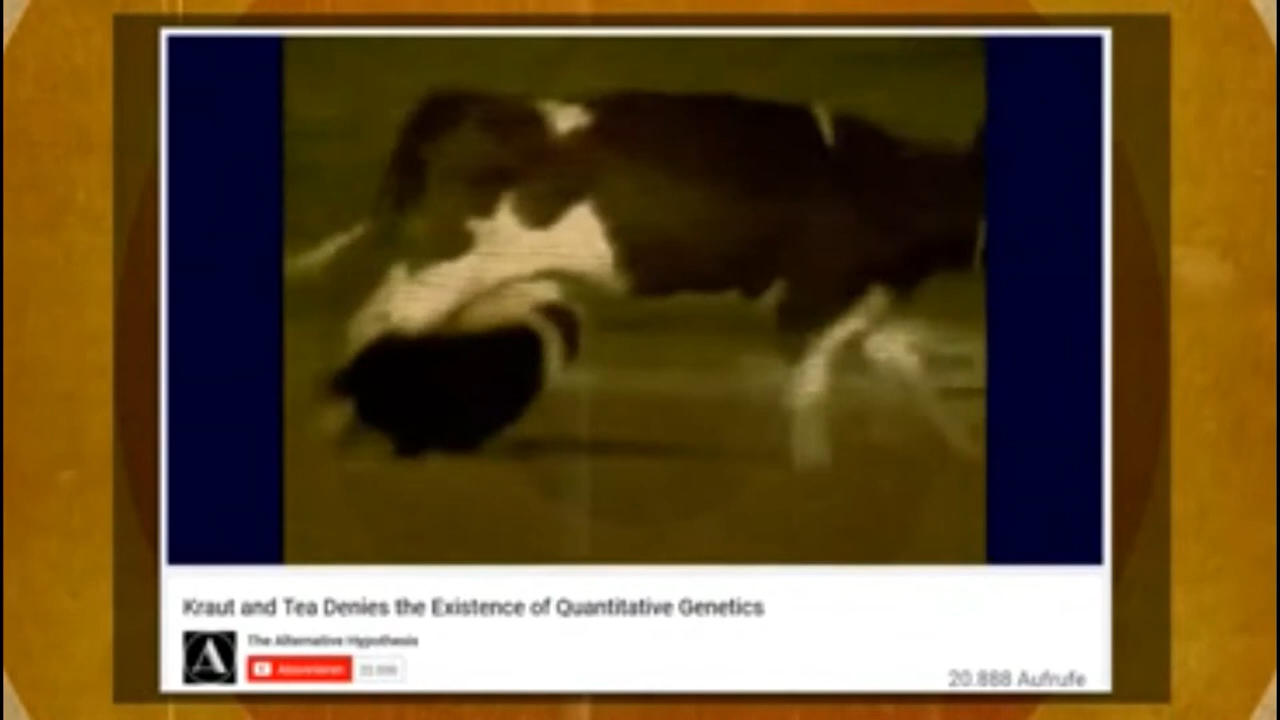 Kraut and Tea Denies the Existence of Quantitative Genetics
A
The Alternative Hypothesis
20.888 Aufrufe